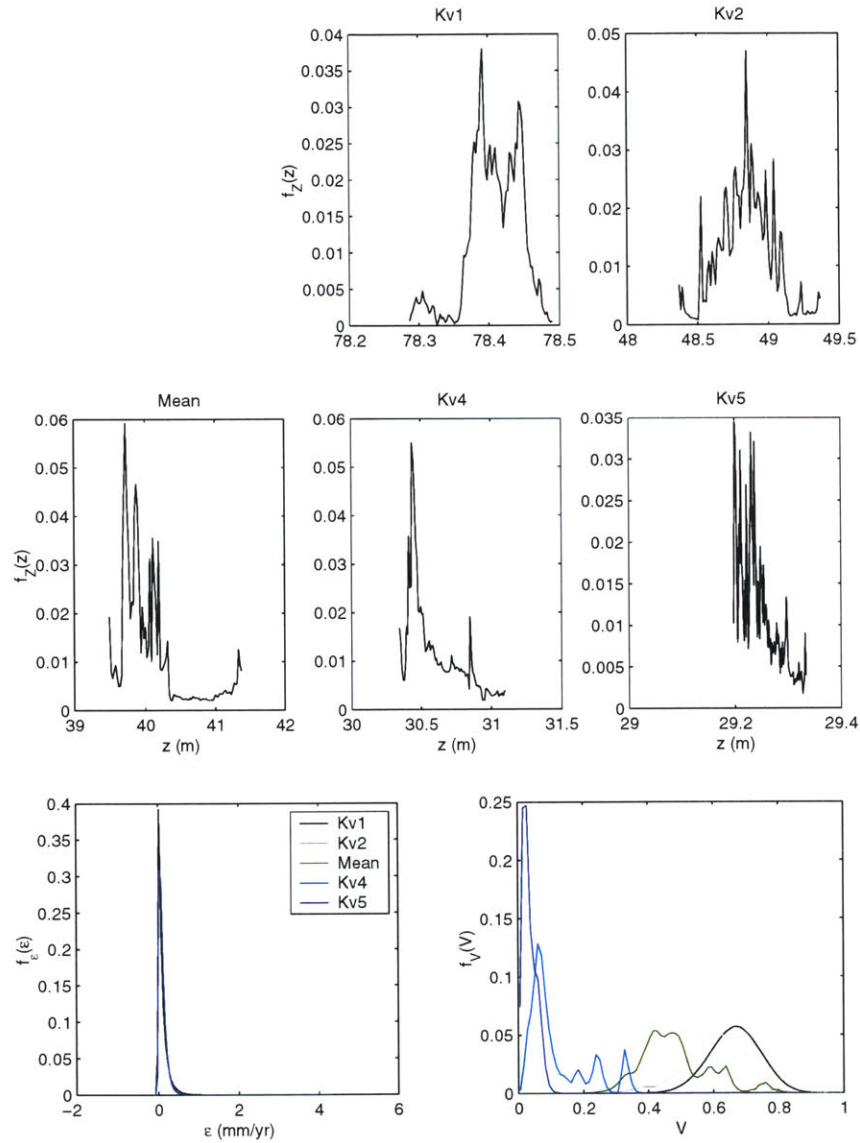 Kv1
Kv2
0.04
0.035
0.03
0.025
0.02
0.015
0.01
0.005
0
f_Z(z)
78.2 78.3 78.4 78.5
0.05
0.04
0.03
0.02
0.01
0
48 48.5 49 49.5
Mean
Kv4
Kv5
0.06
0.05
0.04
0.03
0.02
0.01
0
f_Z(z)
39 40 41 42
z (m)
0.06
0.05
0.04
0.03
0.02
0.01
0
30 30.5 31 31.5
z (m)
0.035
0.03
0.025
0.02
0.015
0.01
0.005
0
29 29.2 29.4
z (m)
0.4
0.35
0.3
0.25
0.2
0.15
0.1
0.05
0
f_ε(ε)
Kv1
Kv2
Mean
Kv4
Kv5
−2 0 2 4 6
ε (mm/yr)
0.25
0.2
0.15
0.1
0.05
0
f_V(V)
0 0.2 0.4 0.6 0.8 1
V